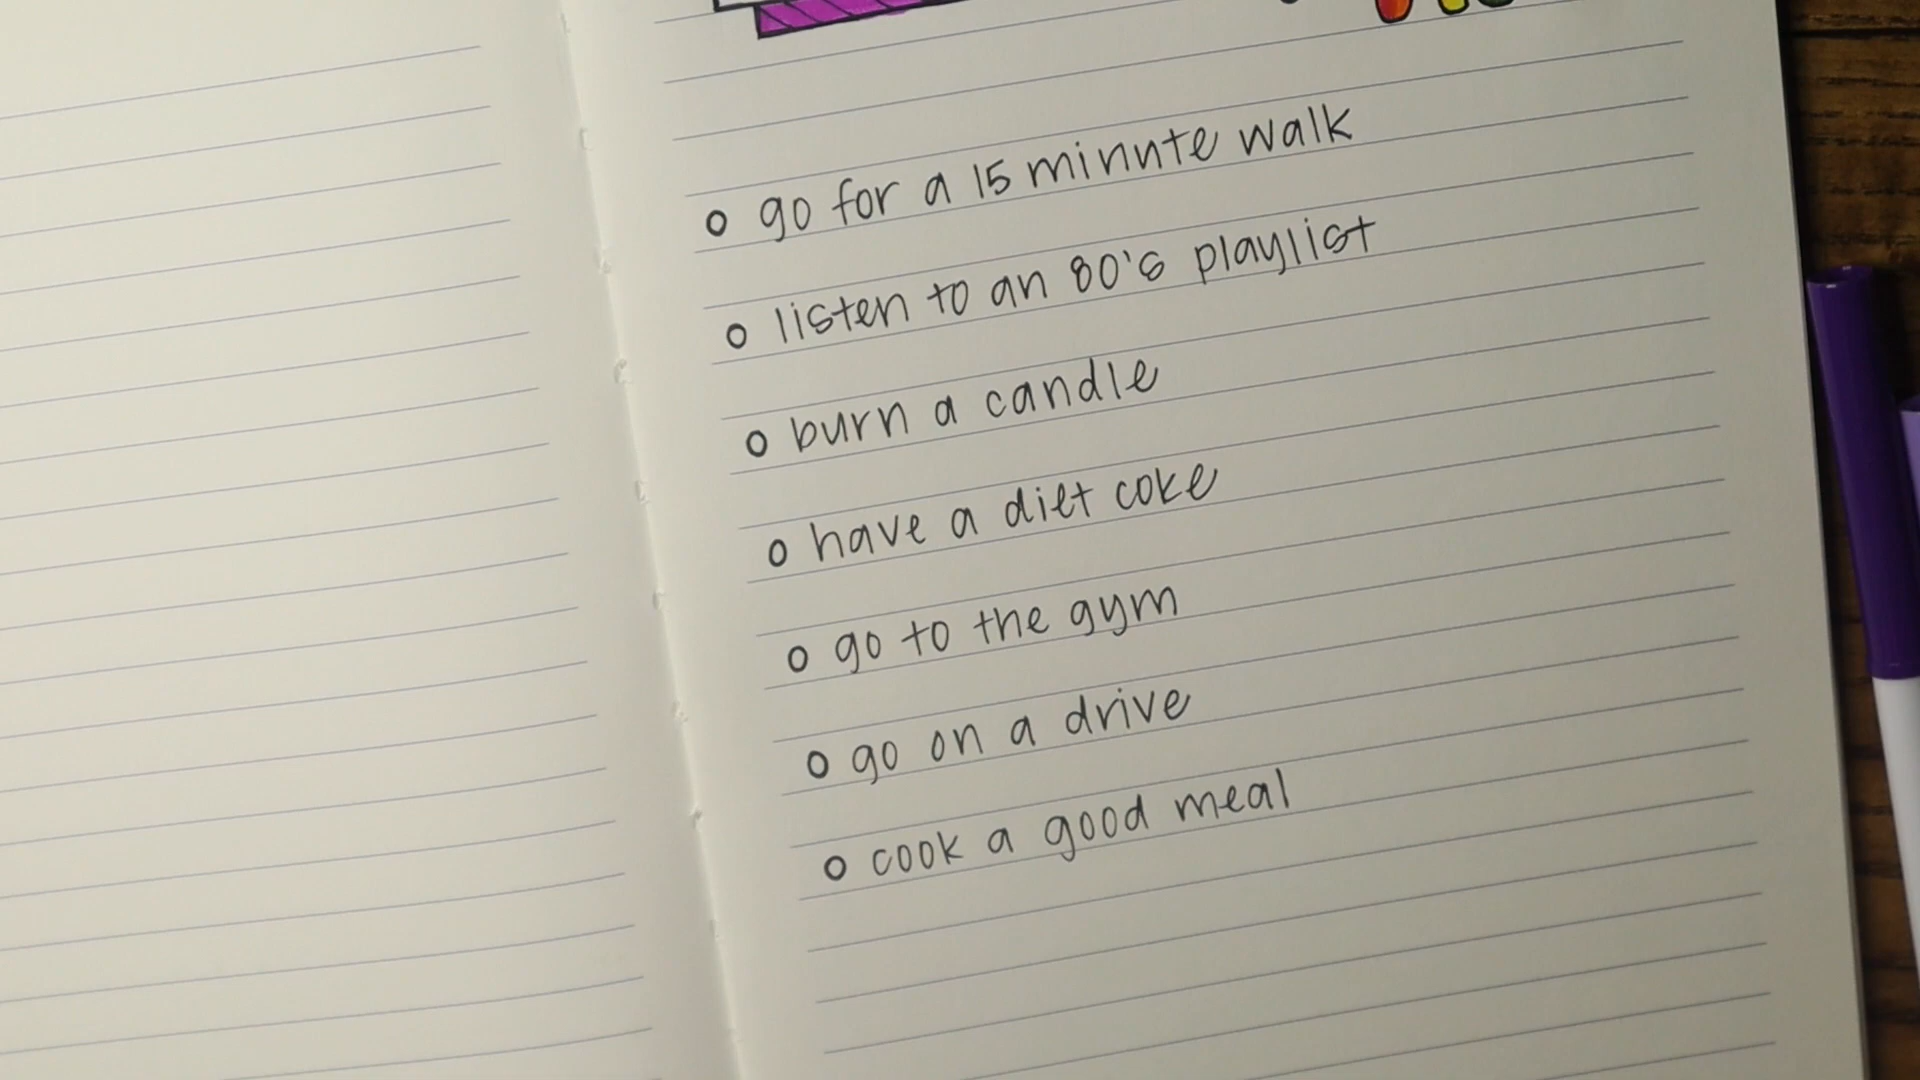 o go for a 15 minute walk
o listen to an 80's playlist
o burn a candle
o have a diet coke
o go to the gym
o go on a drive
o cook a good meal